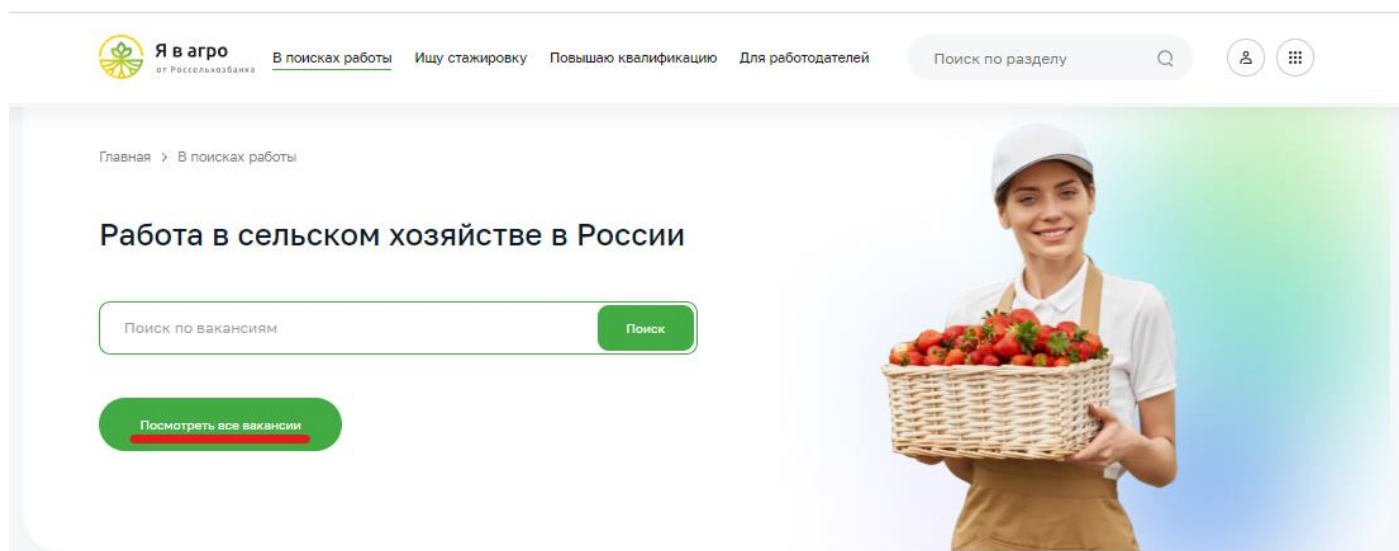 Я в агро
от Россельхозбанка
В поисках работы
Ищу стажировку
Повышаю квалификацию
Для работодателей
Поиск по разделу
Главная > В поисках работы
Работа в сельском хозяйстве в России
Поиск по вакансиям
Поиск
Посмотреть все вакансии